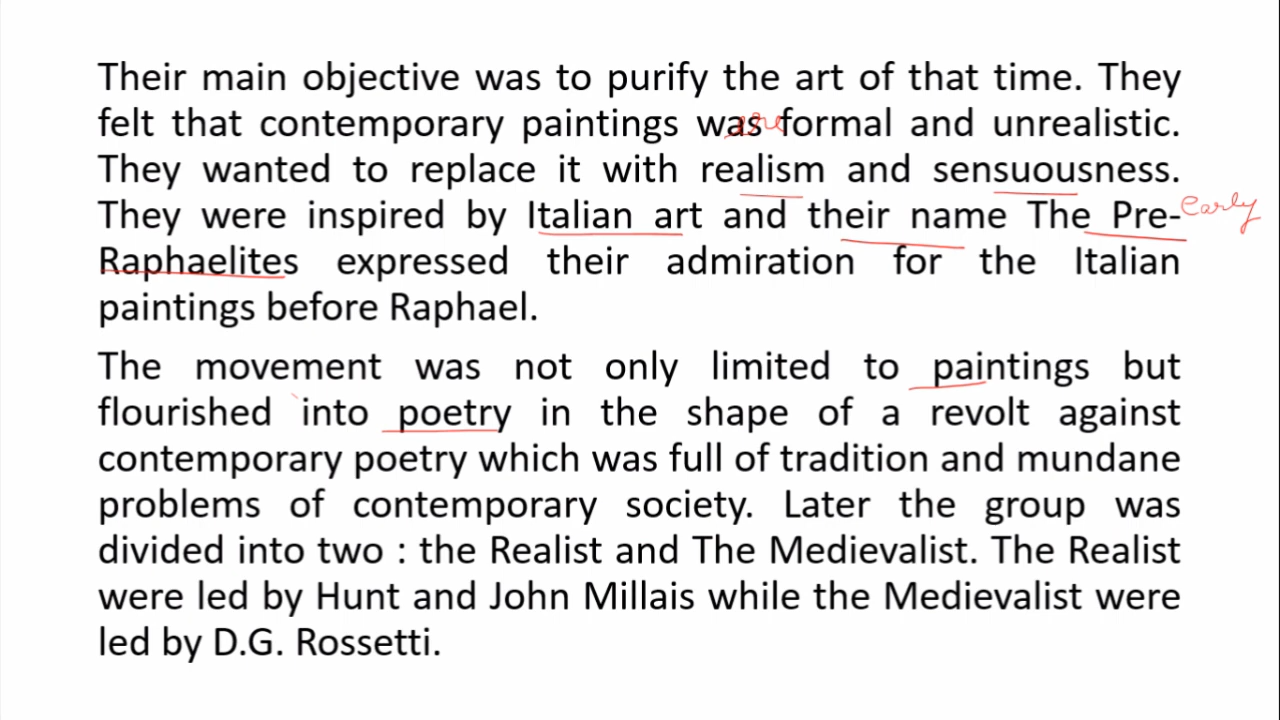 Their main objective was to purify the art of that time. They
felt that contemporary paintings was are formal and unrealistic.
They wanted to replace it with realism and sensuousness.
They were inspired by Italian art and their name The Pre- early
Raphaelites expressed their admiration for the Italian
paintings before Raphael.
The movement was not only limited to paintings but
flourished into poetry in the shape of a revolt against
contemporary poetry which was full of tradition and mundane
problems of contemporary society. Later the group was
divided into two : the Realist and The Medievalist. The Realist
were led by Hunt and John Millais while the Medievalist were
led by D.G. Rossetti.